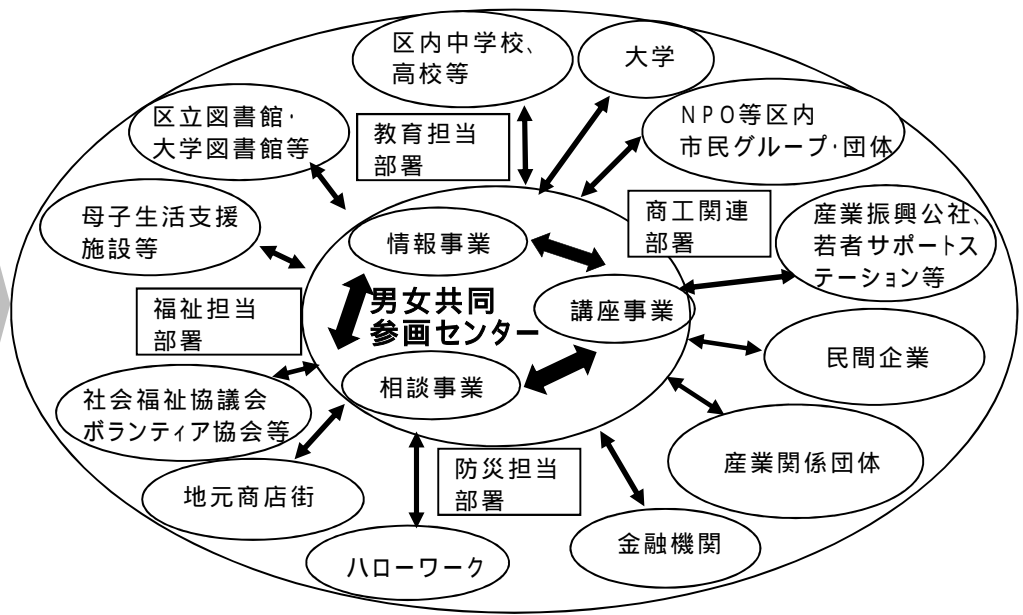 区内中学校、
高校等
大学
区立図書館・
大学図書館等
教育担当
部署
NPO等区内
市民グループ・団体
母子生活支援
施設等
情報事業
商工関連
部署
産業振興公社、
若者サポートス
テーション等
福祉担当
部署
男女共同
参画センター
講座事業
民間企業
相談事業
社会福祉協議会
ボランティア協会等
地元商店街
防災担当
部署
産業関係団体
ハローワーク
金融機関